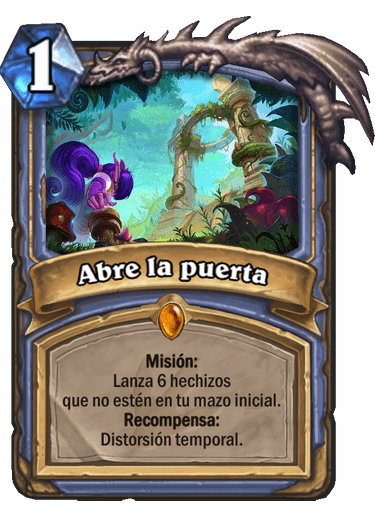 1
Abre la puerta
Misión:
Lanza 6 hechizos
que no estén en tu mazo inicial.
Recompensa:
Distorsión temporal.